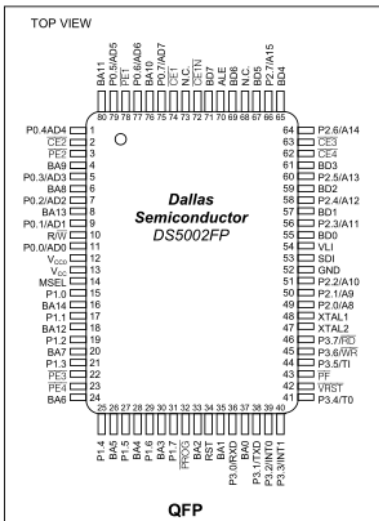 TOP VIEW
BA11
P0.5/AD5
PE1
P0.6/AD6
BA10
P0.7/AD7
CE1
N.C.
CE1N
BD7
ALE
BD6
N.C.
BD5
P2.7/A15
BD4
80 79 78 77 76 75 74 73 72 71 70 69 68 67 66 65
P0.4AD4 1
CE2 2
PE2 3
BA9 4
P0.3/AD3 5
BA8 6
P0.2/AD2 7
BA13 8
P0.1/AD1 9
R/W 10
P0.0/AD0 11
VCC0 12
VCC 13
MSEL 14
P1.0 15
BA14 16
P1.1 17
BA12 18
P1.2 19
BA7 20
P1.3 21
PE3 22
PE4 23
BA6 24
Dallas
Semiconductor
DS5002FP
64 P2.6/A14
63 CE3
62 CE4
61 BD3
60 P2.5/A13
59 BD2
58 P2.4/A12
57 BD1
56 P2.3/A11
55 BD0
54 VLI
53 SDI
52 GND
51 P2.2/A10
50 P2.1/A9
49 P2.0/A8
48 XTAL1
47 XTAL2
46 P3.7/RD
45 P3.6/WR
44 P3.5/TI
43 PF
42 VRST
41 P3.4/T0
25 26 27 28 29 30 31 32 33 34 35 36 37 38 39 40
P1.4
BA5
P1.5
BA4
P1.6
BA3
P1.7
PROG
BA2
RST
BA1
P3.0/RXD
BA0
P3.1/TXD
P3.2/INT0
P3.3/INT1
QFP